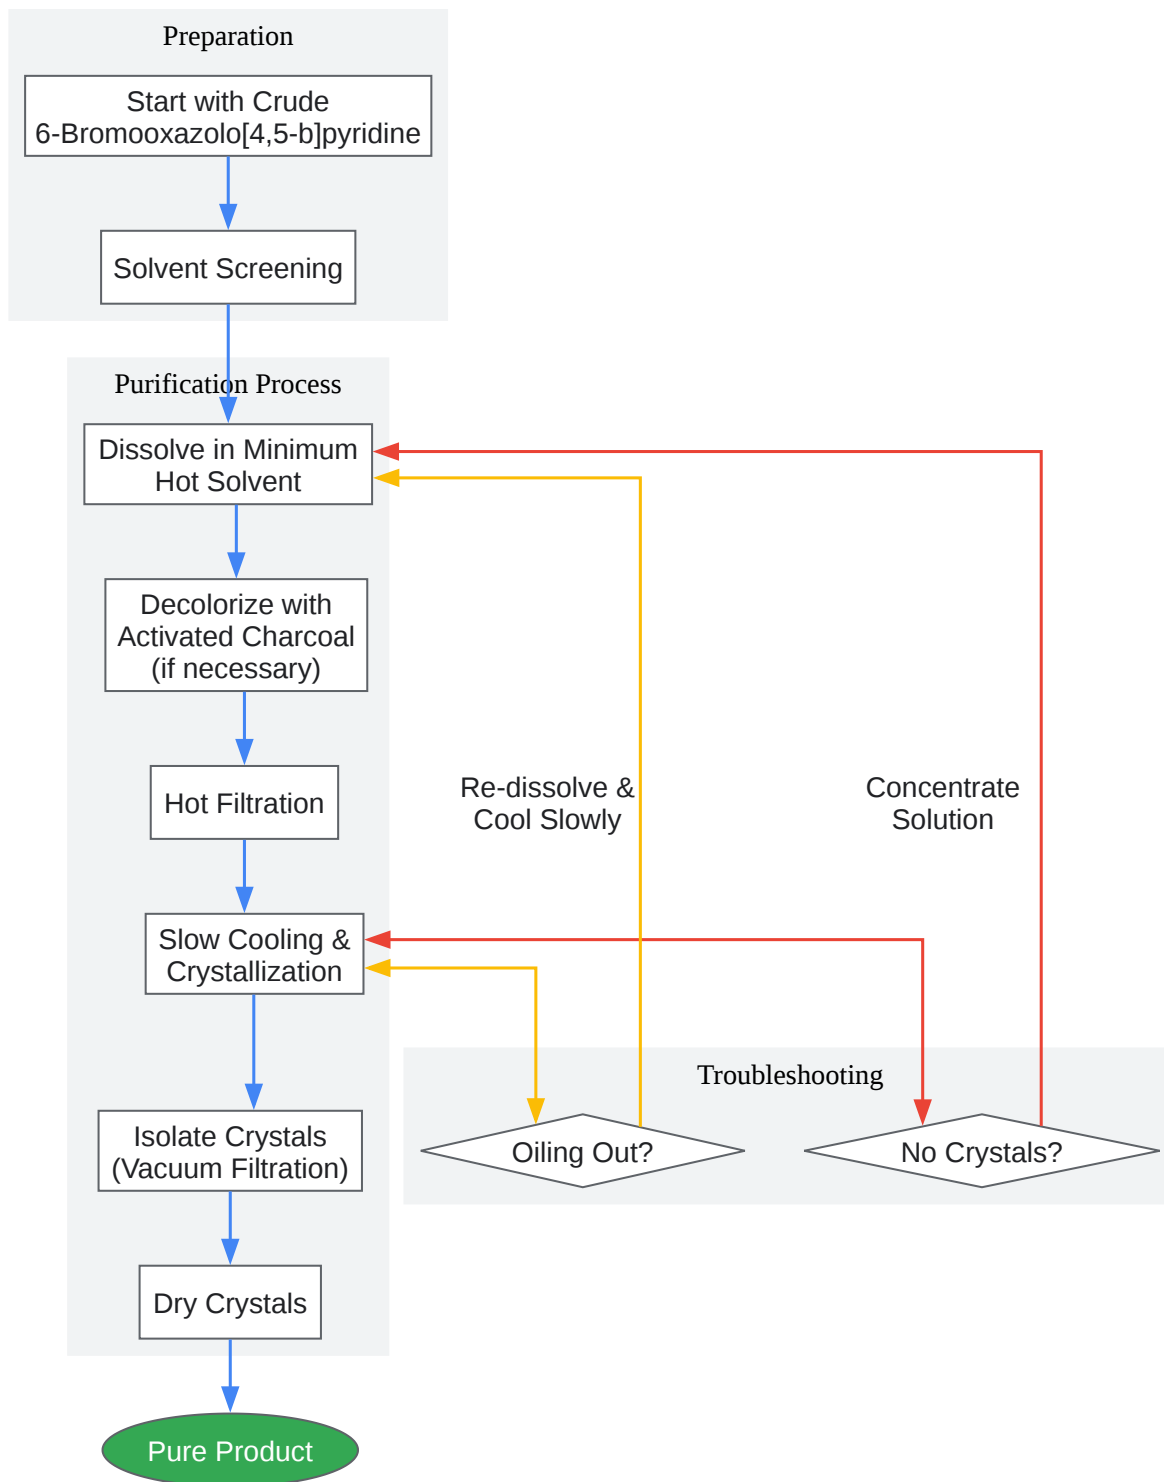 Preparation
Start with Crude
6-Bromooxazolo[4,5-b]pyridine
Solvent Screening
Purification Process
Dissolve in Minimum
Hot Solvent
Decolorize with
Activated Charcoal
(if necessary)
Hot Filtration
Re-dissolve &
Cool Slowly
Concentrate
Solution
Slow Cooling &
Crystallization
Troubleshooting
Isolate Crystals
(Vacuum Filtration)
Oiling Out?
No Crystals?
Dry Crystals
Pure Product